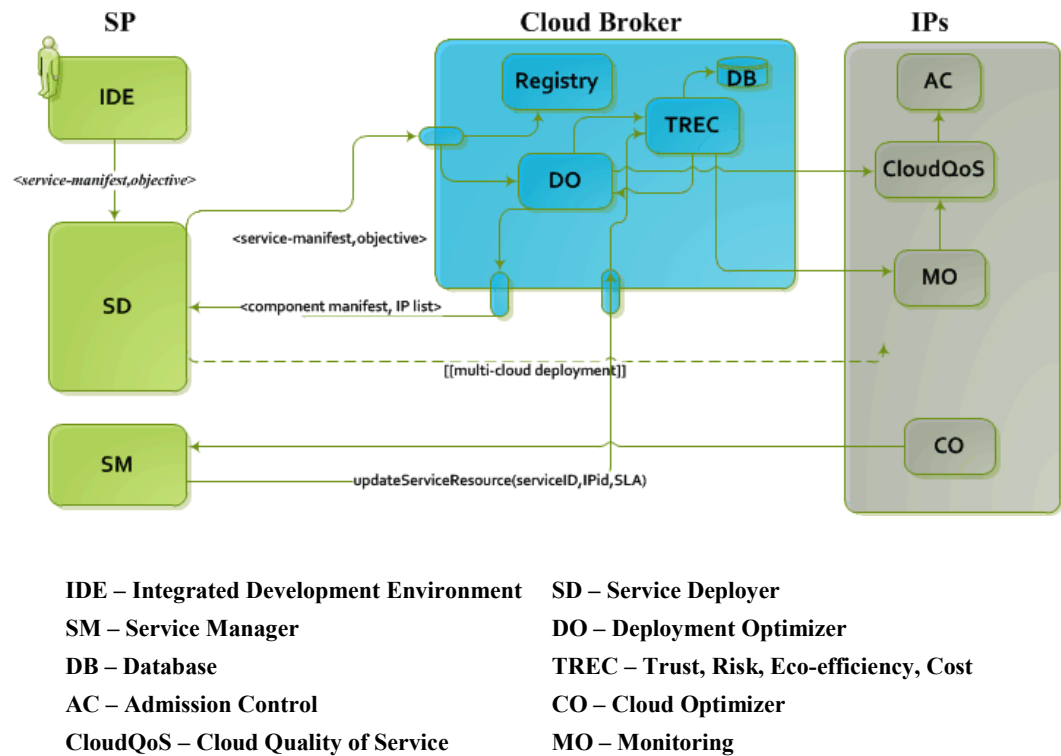 SP
Cloud Broker
IPs
IDE
Registry
DB
AC
TREC
<service-manifest,objective>
DO
CloudQoS
<service-manifest,objective>
SD
<component manifest, IP list>
MO
[[multi-cloud deployment]]
SM
CO
updateServiceResource(serviceID,IPid,SLA)
IDE – Integrated Development Environment
SD – Service Deployer
SM – Service Manager
DO – Deployment Optimizer
DB – Database
TREC – Trust, Risk, Eco-efficiency, Cost
AC – Admission Control
CO – Cloud Optimizer
CloudQoS – Cloud Quality of Service
MO – Monitoring